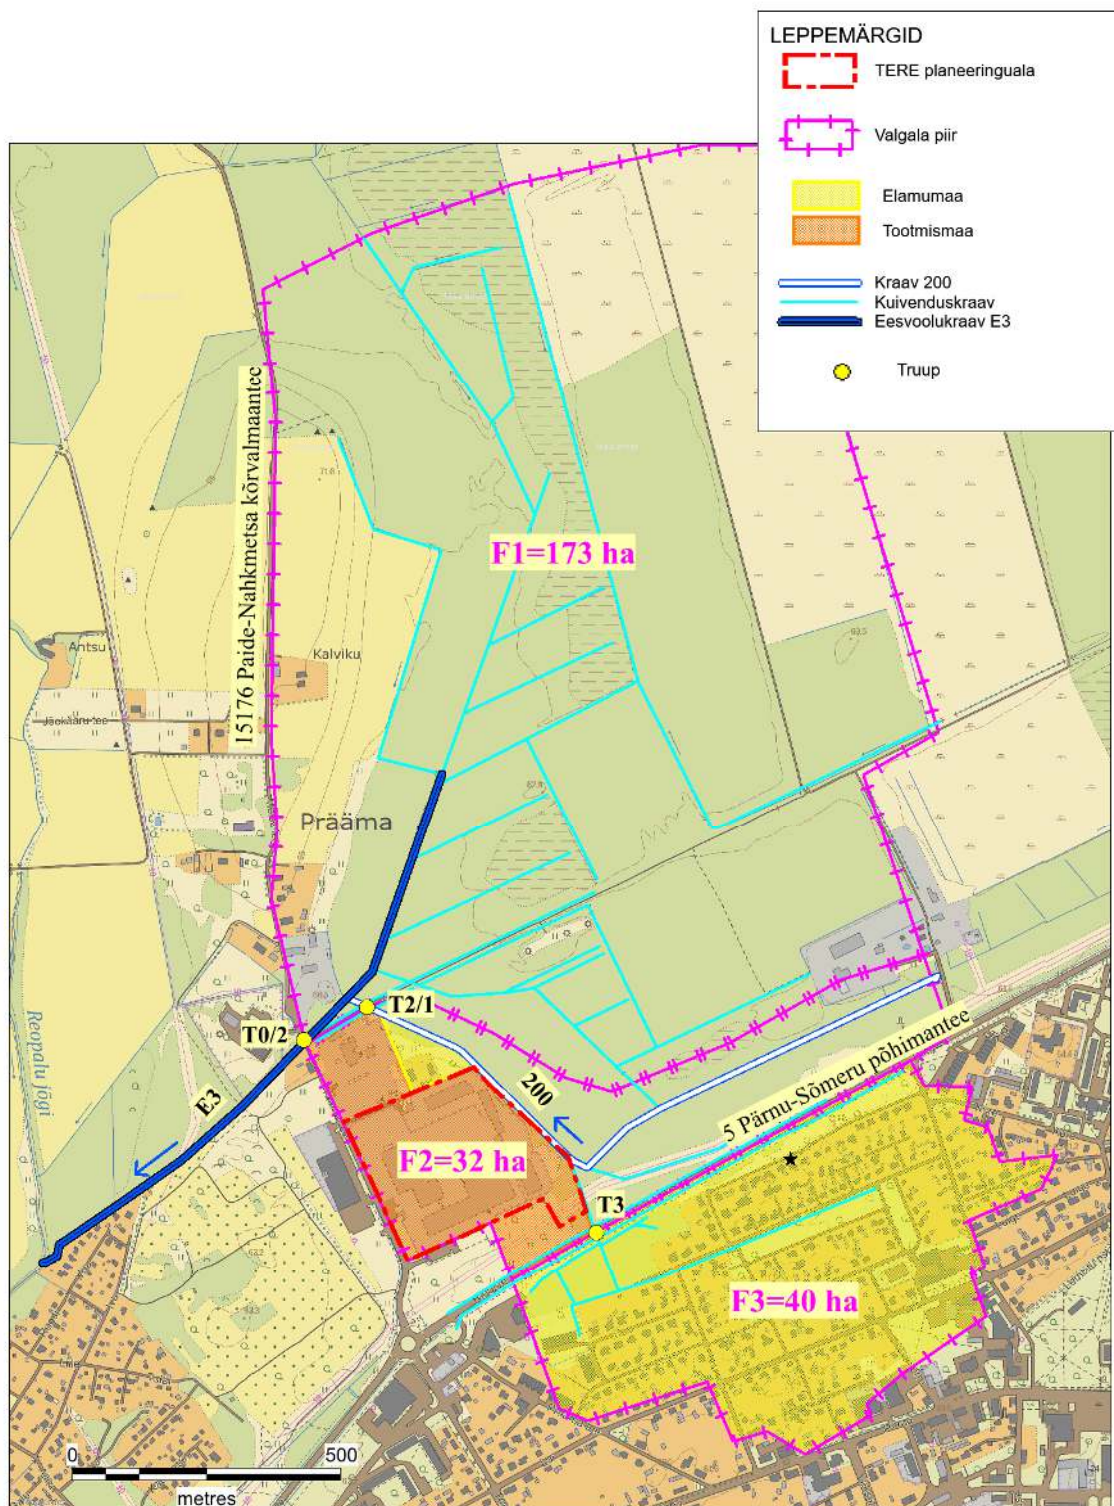 LEPPEMÄRGID
TERE planeeringuala
Valgala piir
Elamumaa
Tootmismaa
Kraav 200
Kuivenduskraav
Eesvoolukraav E3
Truup
15176 Paide-Nahkmetsa kõrvalmaantee
F1=173 ha
Antsu
Kalviku
Jõekääru tee
Prääma
T2/1
T0/2
Reopalu jõgi
E3
200
5 Pärnu-Sõmeru põhimantee
F2=32 ha
T3
F3=40 ha
0
500
metres